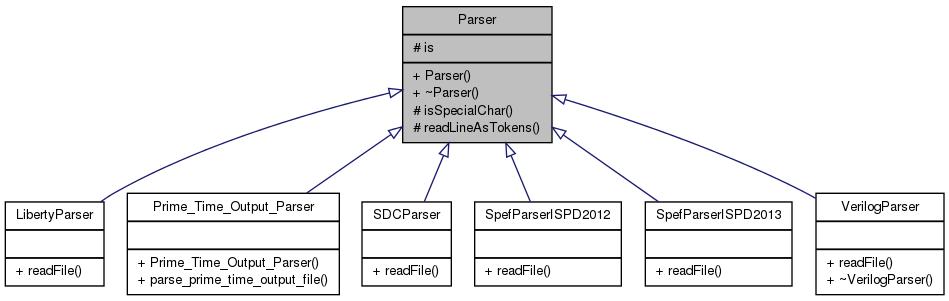 Parser
# is
+ Parser()
+ ~Parser()
# isSpecialChar()
# readLineAsTokens()
LibertyParser
+ readFile()
Prime_Time_Output_Parser
+ Prime_Time_Output_Parser()
+ parse_prime_time_output_file()
SDCParser
+ readFile()
SpefParserISPD2012
+ readFile()
SpefParserISPD2013
+ readFile()
VerilogParser
+ readFile()
+ ~VerilogParser()